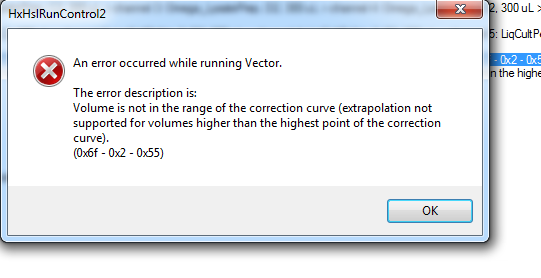 HxHslRunControl2
An error occurred while running Vector.
The error description is:
Volume is not in the range of the correction curve (extrapolation not
supported for volumes higher than the highest point of the correction
curve).
(0x6f - 0x2 - 0x55)
OK
2, 300 uL >
5: LiqCultP
- 0x2 - 0x5
n the highe